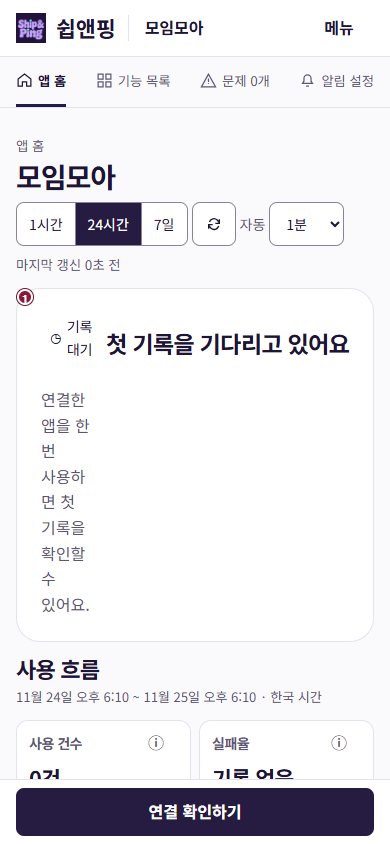 Ship&
Ping
쉽앤핑
모임모아
메뉴
앱 홈
기능 목록
문제 0개
알림 설정
앱 홈
모임모아
1시간
24시간
7일
자동
1분
마지막 갱신 0초 전
1
기록
대기
첫 기록을 기다리고 있어요
연결한
앱을 한
번
사용하
면 첫
기록을
확인할
수
있어요.
사용 흐름
11월 24일 오후 6:10 ~ 11월 25일 오후 6:10 · 한국 시간
사용 건수
실패율
0건
기록 없음
연결 확인하기